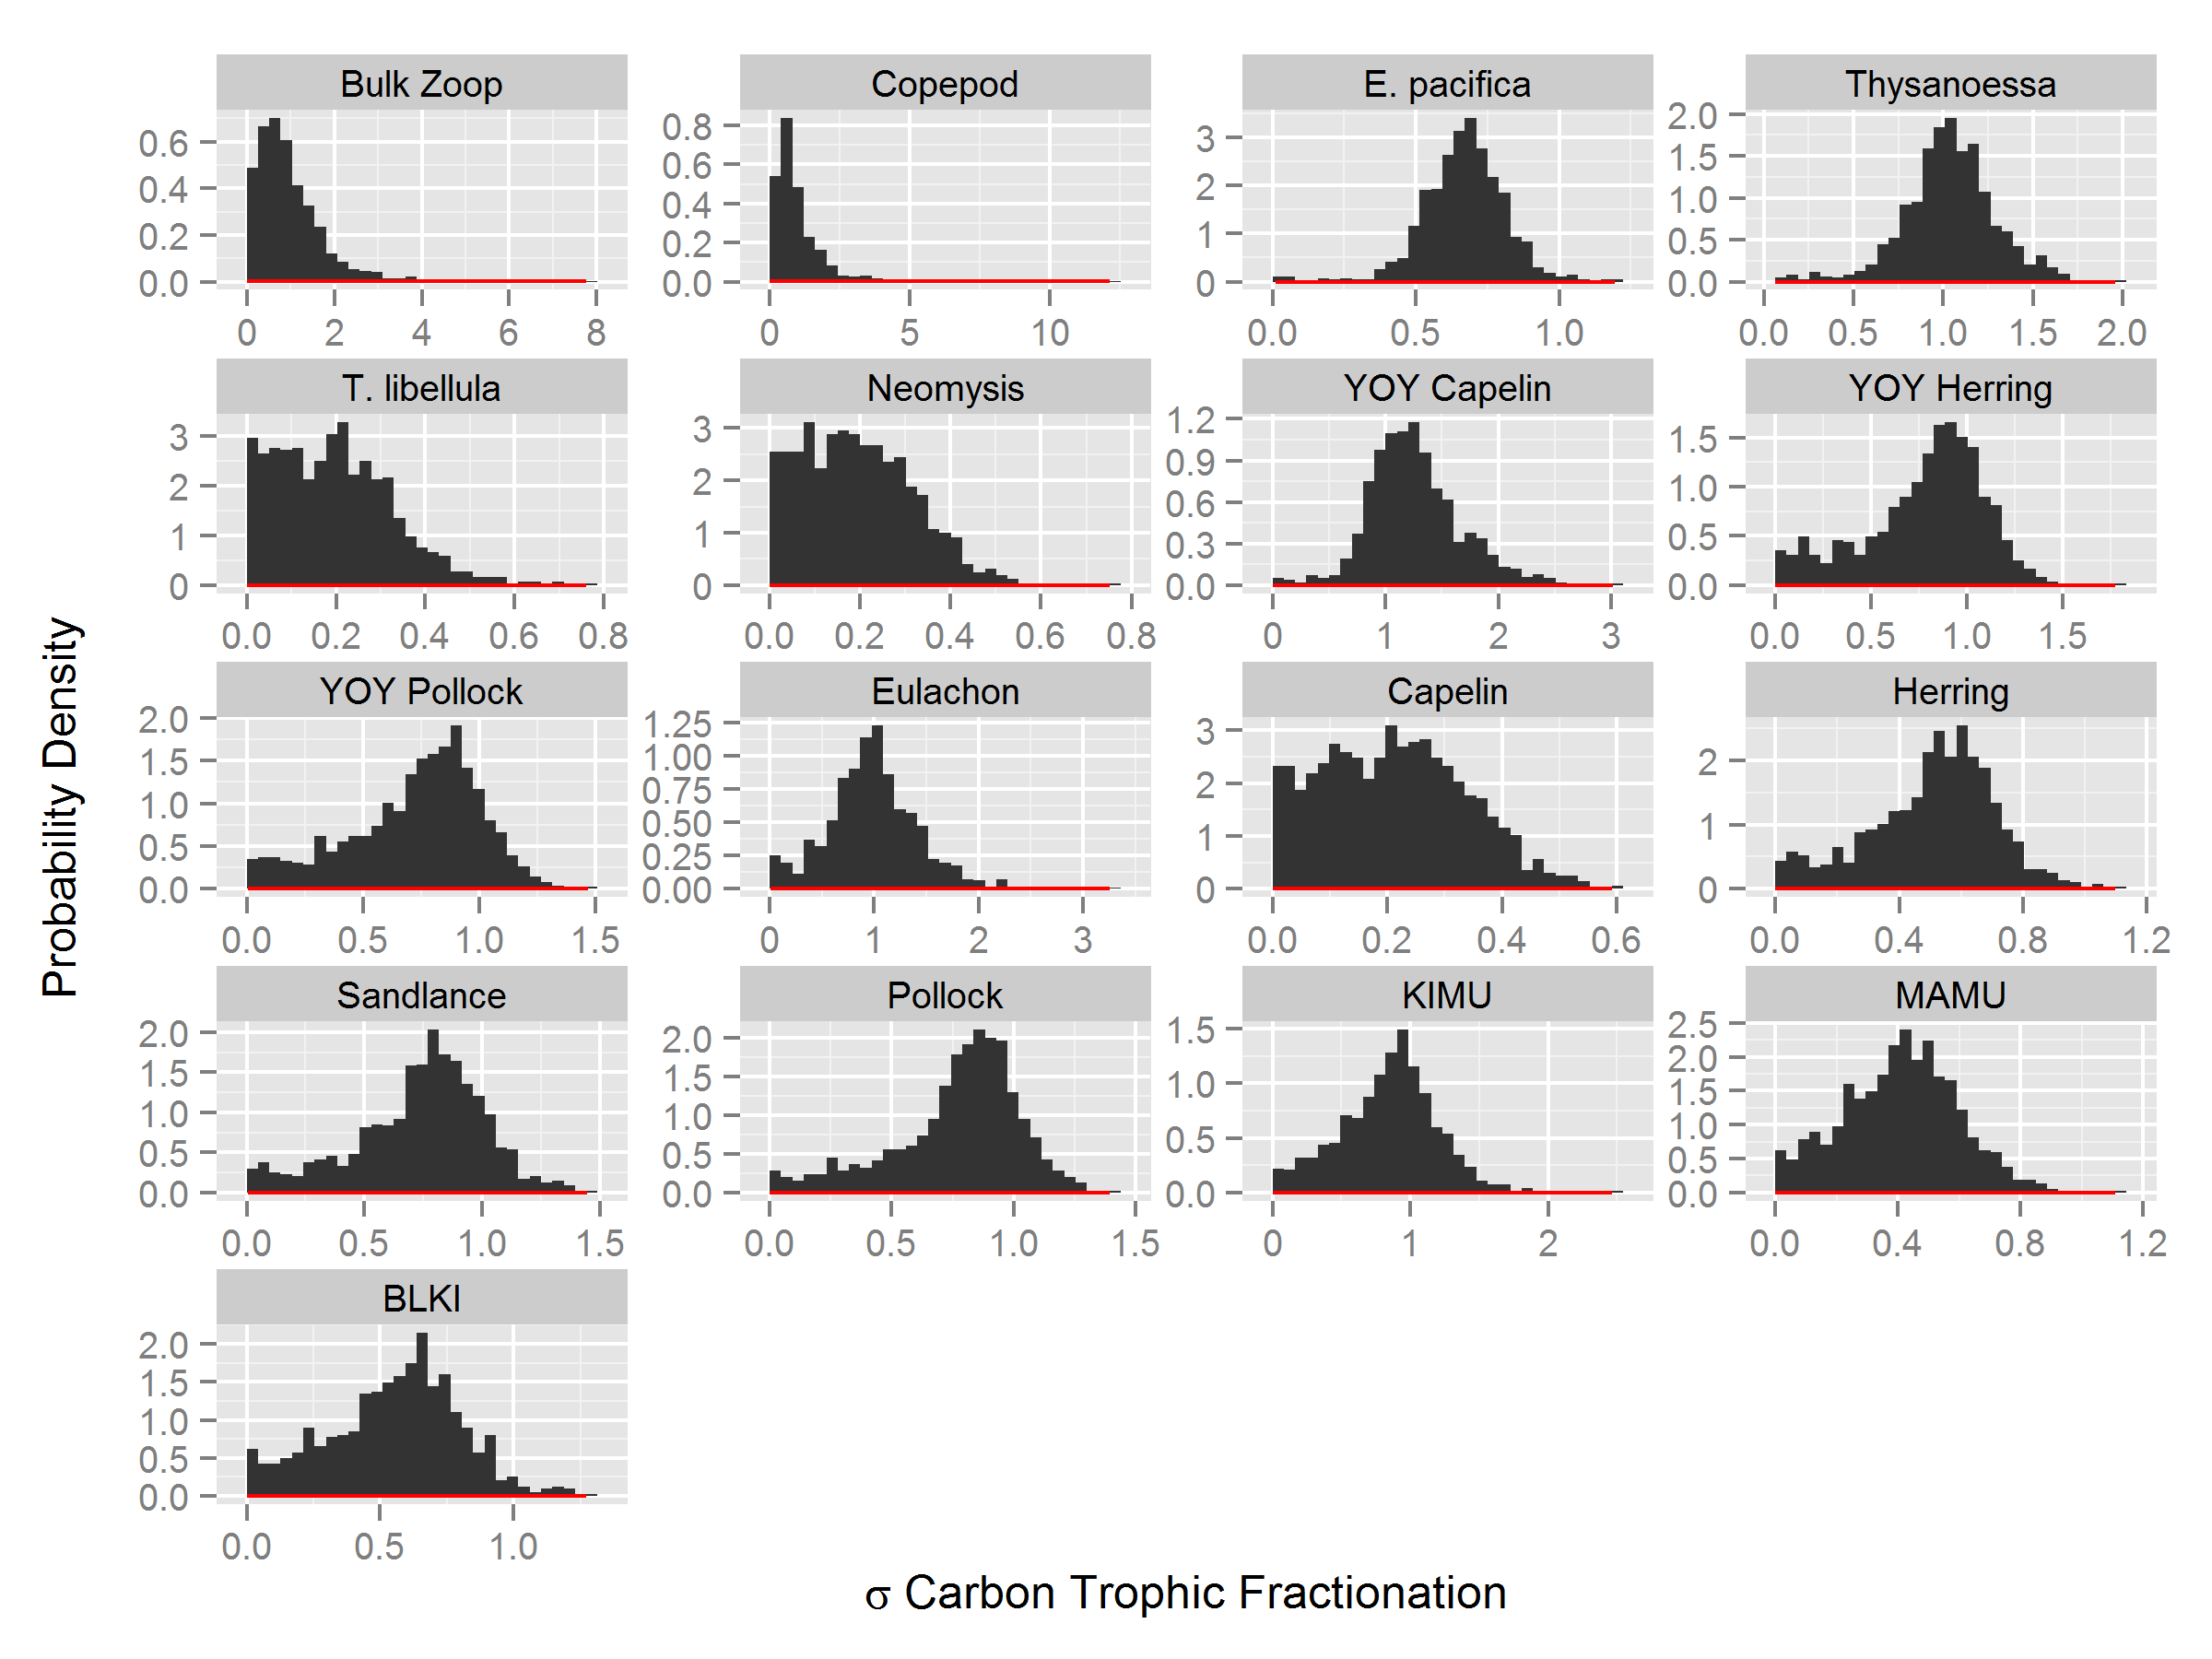 Bulk Zoop Copepod E. pacifica Thysanoessa
0.6 0.4 0.2 0.0
0.8 0.6 0.4 0.2 0.0
3 2 1 0
2.0 1.5 1.0 0.5 0.0
0 2 4 6 8 0 5 10 0.0 0.5 1.0 0.0 0.5 1.0 1.5 2.0
T. libellula Neomysis YOY Capelin YOY Herring
3 2 1 0
3 2 1 0
1.2 0.9 0.6 0.3 0.0
1.5 1.0 0.5 0.0
0.0 0.2 0.4 0.6 0.8 0.0 0.2 0.4 0.6 0.8 0 1 2 3 0.0 0.5 1.0 1.5
Probability Density
YOY Pollock Eulachon Capelin Herring
2.0 1.5 1.0 0.5 0.0
1.25 1.00 0.75 0.50 0.25 0.00
3 2 1 0
2 1 0
0.0 0.5 1.0 1.5 0 1 2 3 0.0 0.2 0.4 0.6 0.0 0.4 0.8 1.2
Sandlance Pollock KIMU MAMU
2.0 1.5 1.0 0.5 0.0
2.0 1.5 1.0 0.5 0.0
1.5 1.0 0.5 0.0
2.5 2.0 1.5 1.0 0.5 0.0
0.0 0.5 1.0 1.5 0.0 0.5 1.0 1.5 0 1 2 0.0 0.4 0.8 1.2
BLKI
2.0 1.5 1.0 0.5 0.0
0.0 0.5 1.0
σ Carbon Trophic Fractionation